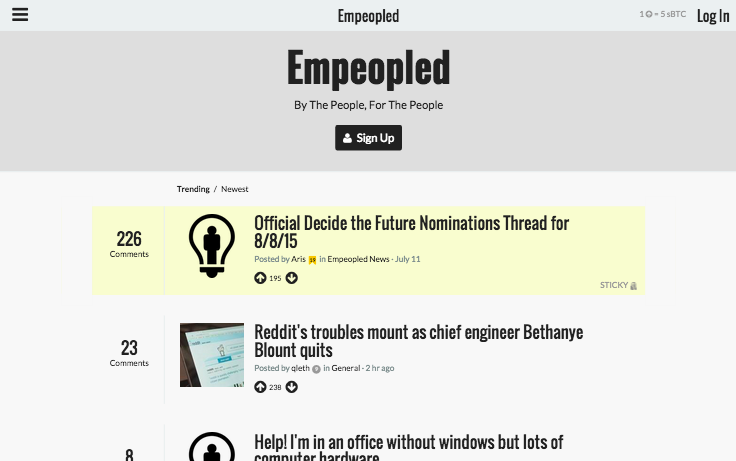 Empeopled
1 = 5 sBTC
Log In
Empeopled
By The People, For The People
Sign Up
Trending / Newest
226
Comments
Official Decide the Future Nominations Thread for
8/8/15
Posted by Aris in Empeopled News · July 11
195
STICKY
23
Comments
Reddit's troubles mount as chief engineer Bethanye
Blount quits
Posted by qleth in General · 2 hr ago
238
8
Help! I'm in an office without windows but lots of
computer hardware